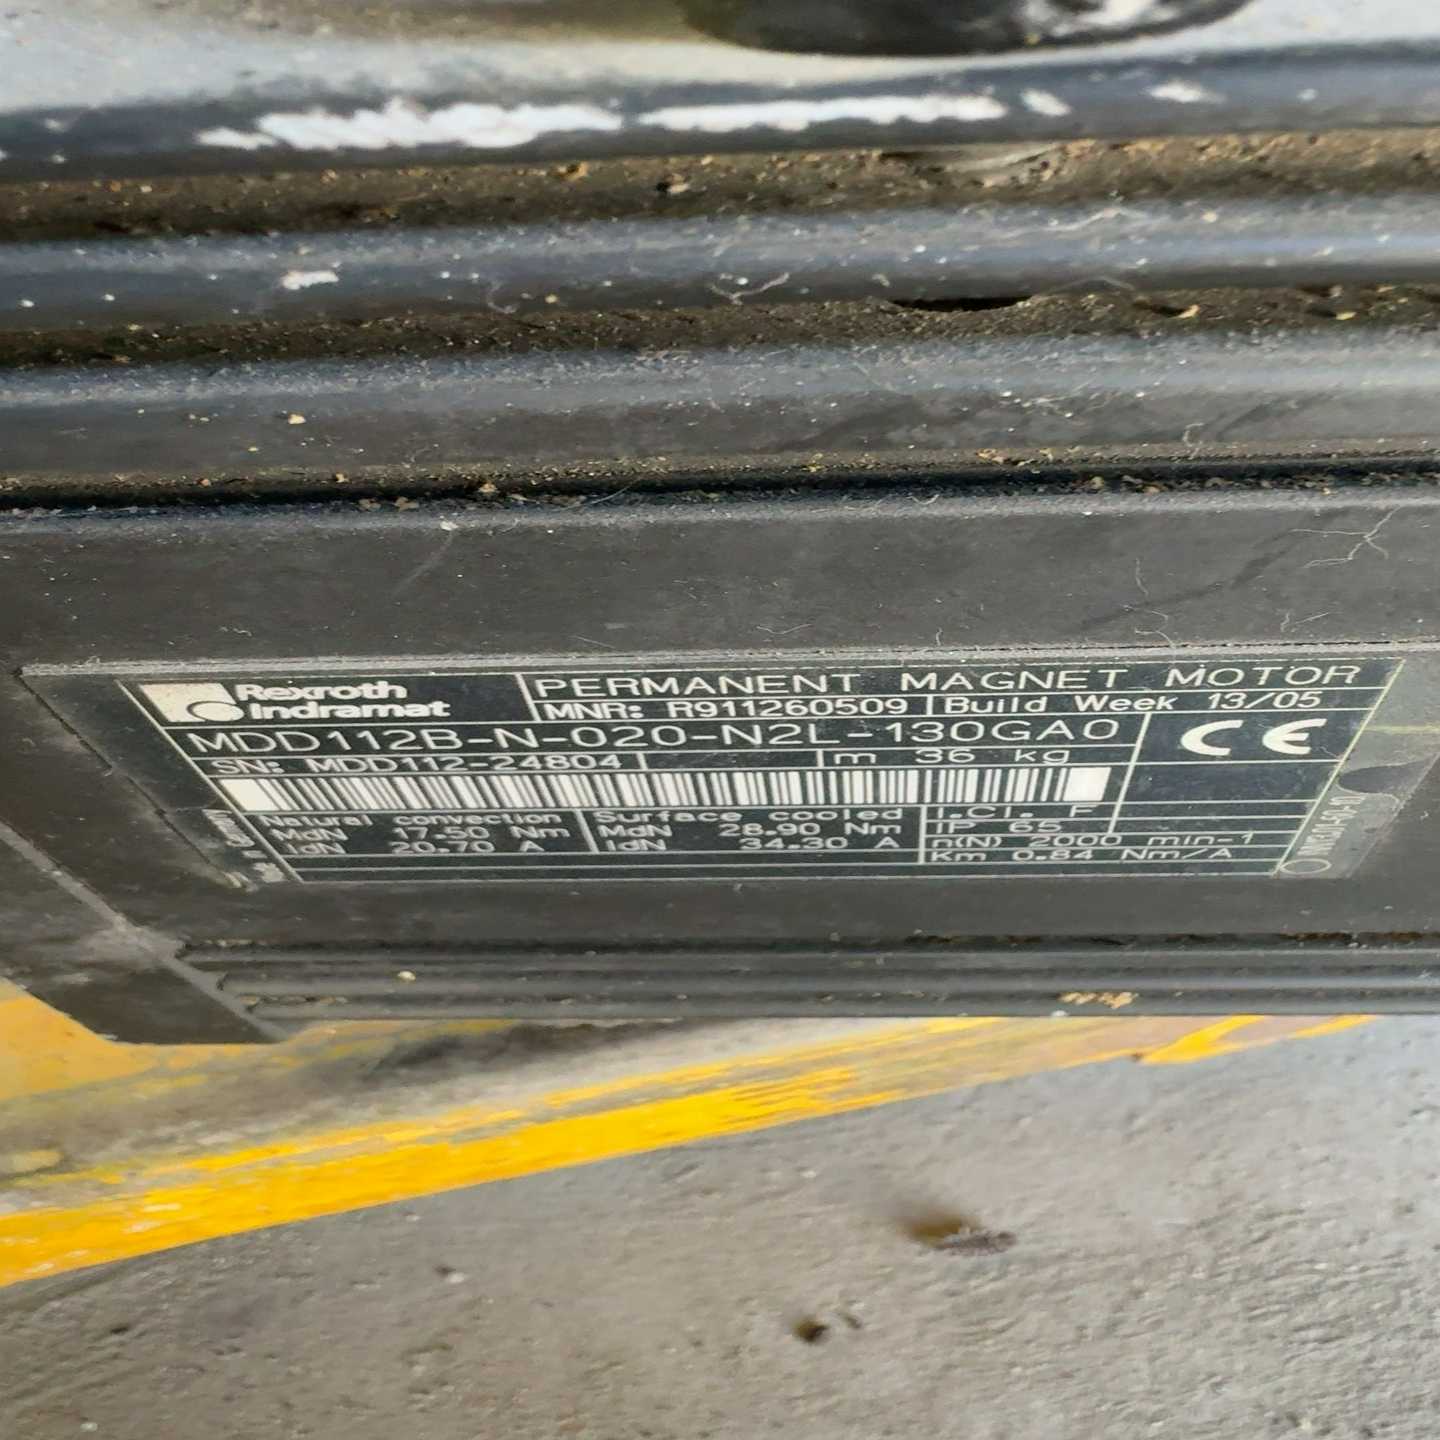 Rexroth
Indramat
PERMANENT MAGNET MOTOR
MNR: R911260509 Build Week 13/05
MDD112B-N-020-N2L-130GA0
CE
SN: MDD112-24804 m 36 kg
Natural convection Surface cooled I.Cl. F
MdN 17.50 Nm MdN 28.90 Nm IP 65
IdN 20.70 A IdN 34.30 A n(N) 2000 min-1
Km 0.84 Nm/A